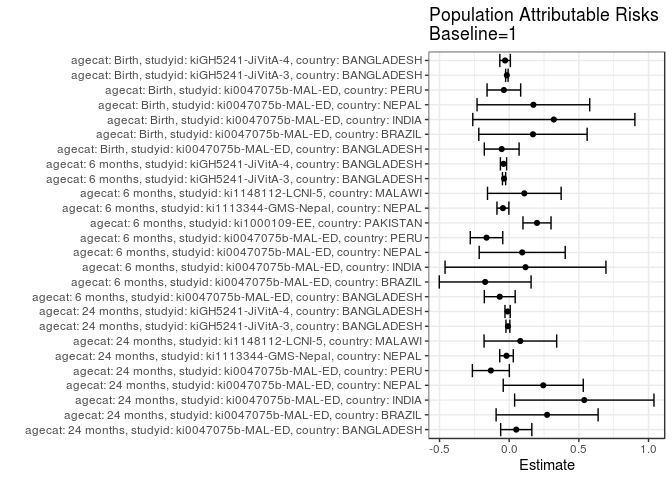 Population Attributable Risks
Baseline=1
agecat: Birth, studyid: kiGH5241-JiVitA-4, country: BANGLADESH
agecat: Birth, studyid: kiGH5241-JiVitA-3, country: BANGLADESH
agecat: Birth, studyid: ki0047075b-MAL-ED, country: PERU
agecat: Birth, studyid: ki0047075b-MAL-ED, country: NEPAL
agecat: Birth, studyid: ki0047075b-MAL-ED, country: INDIA
agecat: Birth, studyid: ki0047075b-MAL-ED, country: BRAZIL
agecat: Birth, studyid: ki0047075b-MAL-ED, country: BANGLADESH
agecat: 6 months, studyid: kiGH5241-JiVitA-4, country: BANGLADESH
agecat: 6 months, studyid: kiGH5241-JiVitA-3, country: BANGLADESH
agecat: 6 months, studyid: ki1148112-LCNI-5, country: MALAWI
agecat: 6 months, studyid: ki1113344-GMS-Nepal, country: NEPAL
agecat: 6 months, studyid: ki1000109-EE, country: PAKISTAN
agecat: 6 months, studyid: ki0047075b-MAL-ED, country: PERU
agecat: 6 months, studyid: ki0047075b-MAL-ED, country: NEPAL
agecat: 6 months, studyid: ki0047075b-MAL-ED, country: INDIA
agecat: 6 months, studyid: ki0047075b-MAL-ED, country: BRAZIL
agecat: 6 months, studyid: ki0047075b-MAL-ED, country: BANGLADESH
agecat: 24 months, studyid: kiGH5241-JiVitA-4, country: BANGLADESH
agecat: 24 months, studyid: kiGH5241-JiVitA-3, country: BANGLADESH
agecat: 24 months, studyid: ki1148112-LCNI-5, country: MALAWI
agecat: 24 months, studyid: ki1113344-GMS-Nepal, country: NEPAL
agecat: 24 months, studyid: ki0047075b-MAL-ED, country: PERU
agecat: 24 months, studyid: ki0047075b-MAL-ED, country: NEPAL
agecat: 24 months, studyid: ki0047075b-MAL-ED, country: INDIA
agecat: 24 months, studyid: ki0047075b-MAL-ED, country: BRAZIL
agecat: 24 months, studyid: ki0047075b-MAL-ED, country: BANGLADESH
-0.5 0.0 0.5 1.0
Estimate